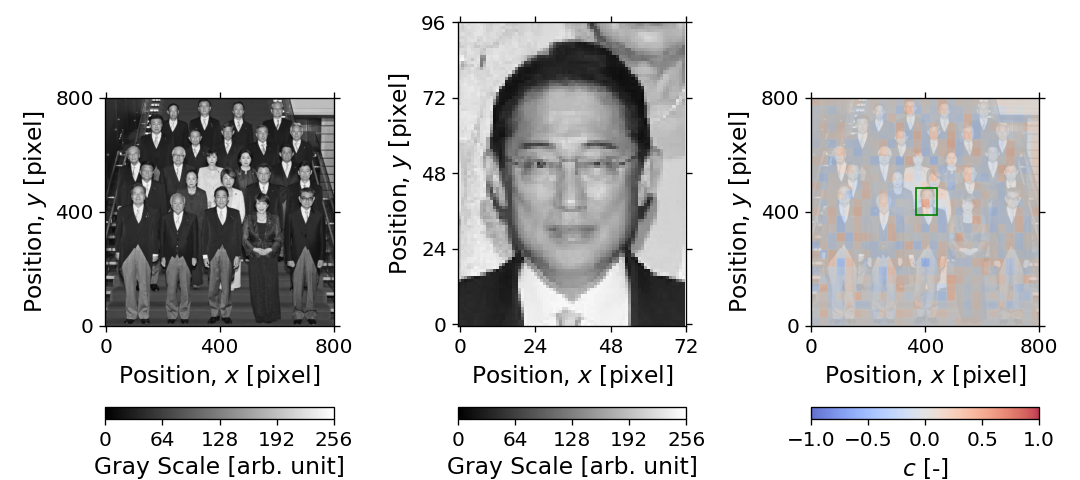 800
400
0
0 400 800
Position, x [pixel]
Position, y [pixel]
0 64 128 192 256
Gray Scale [arb. unit]
96
72
48
24
0
0 24 48 72
Position, x [pixel]
Position, y [pixel]
0 64 128 192 256
Gray Scale [arb. unit]
800
400
0
0 400 800
Position, x [pixel]
Position, y [pixel]
−1.0 −0.5 0.0 0.5 1.0
c [-]